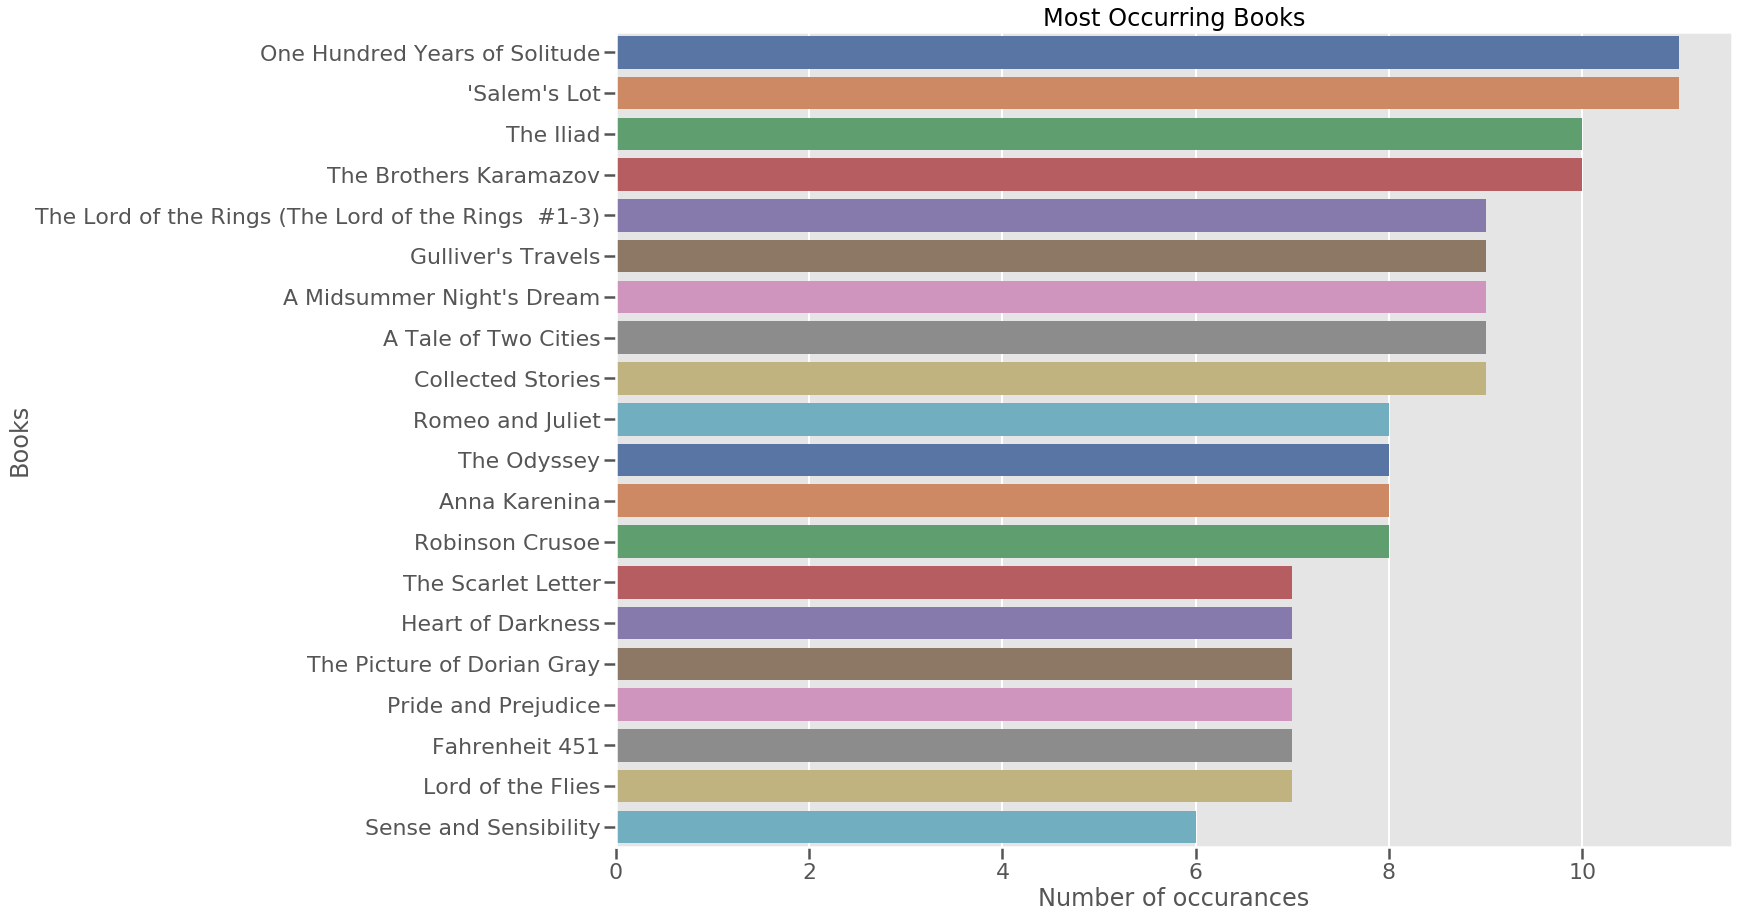 Most Occurring Books
One Hundred Years of Solitude
'Salem's Lot
The Iliad
The Brothers Karamazov
The Lord of the Rings (The Lord of the Rings  #1-3)
Gulliver's Travels
A Midsummer Night's Dream
A Tale of Two Cities
Collected Stories
Romeo and Juliet
The Odyssey
Anna Karenina
Robinson Crusoe
The Scarlet Letter
Heart of Darkness
The Picture of Dorian Gray
Pride and Prejudice
Fahrenheit 451
Lord of the Flies
Sense and Sensibility
Books
0 2 4 6 8 10
Number of occurances